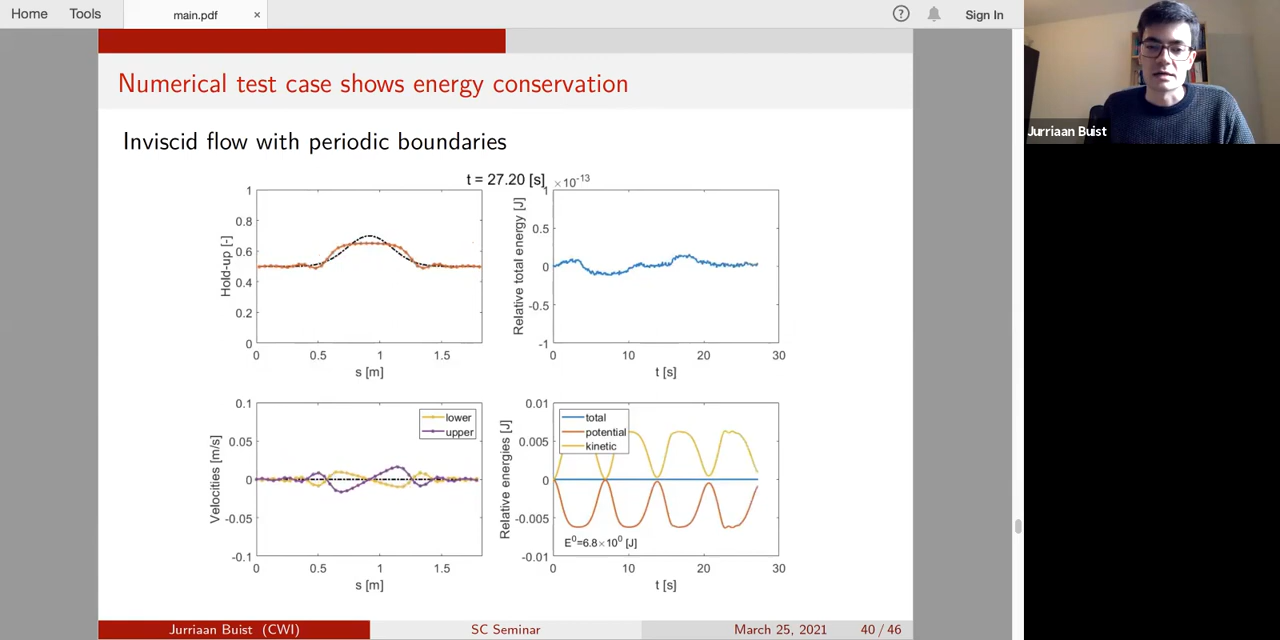 Home Tools main.pdf × ? Sign In
Numerical test case shows energy conservation
Jurriaan Buist
Inviscid flow with periodic boundaries
t = 27.20 [s]
×10-13
1
0.8
0.6
0.4
0.2
0
Hold-up [-]
0 0.5 1 1.5
s [m]
1
0.5
0
-0.5
-1
Relative total energy [J]
0 10 20 30
t [s]
0.1
0.05
0
-0.05
-0.1
Velocities [m/s]
lower
upper
0 0.5 1 1.5
s [m]
0.01
0.005
0
-0.005
-0.01
Relative energies [J]
total
potential
kinetic
E0=6.8×100 [J]
0 10 20 30
t [s]
Jurriaan Buist (CWI) SC Seminar March 25, 2021 40 / 46